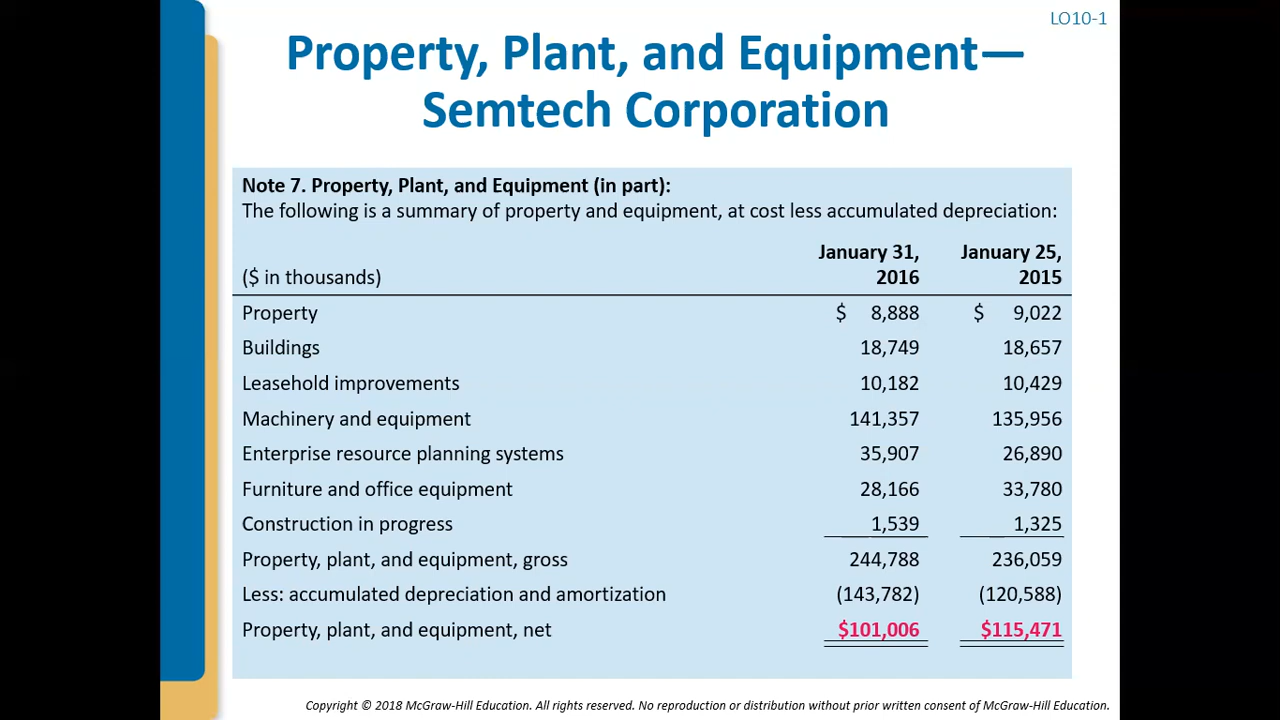 LO10-1
Property, Plant, and Equipment—
Semtech Corporation
Note 7. Property, Plant, and Equipment (in part):
The following is a summary of property and equipment, at cost less accumulated depreciation:
January 31, January 25,
($ in thousands) 2016 2015
Property $ 8,888 $ 9,022
Buildings 18,749 18,657
Leasehold improvements 10,182 10,429
Machinery and equipment 141,357 135,956
Enterprise resource planning systems 35,907 26,890
Furniture and office equipment 28,166 33,780
Construction in progress 1,539 1,325
Property, plant, and equipment, gross 244,788 236,059
Less: accumulated depreciation and amortization (143,782) (120,588)
Property, plant, and equipment, net $101,006 $115,471
Copyright © 2018 McGraw-Hill Education. All rights reserved. No reproduction or distribution without prior written consent of McGraw-Hill Education.